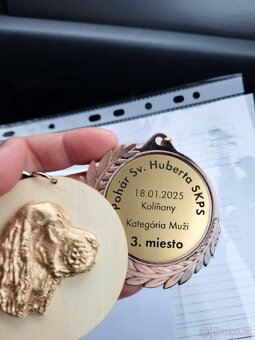 Pohár Sv. Huberta SKPS
18.01.2025
Kolíňany
Kategória Muži
3. miesto